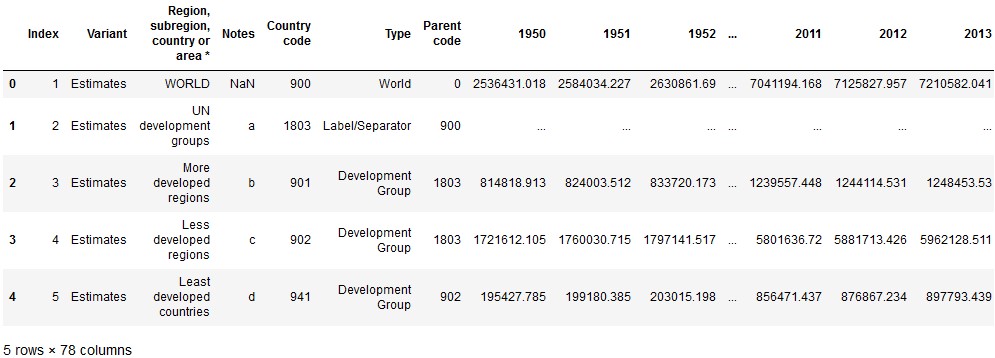 Index Variant Region, subregion, country or area * Notes Country code Type Parent code 1950 1951 1952 ... 2011 2012 2013
0 1 Estimates WORLD NaN 900 World 0 2536431.018 2584034.227 2630861.69 ... 7041194.168 7125827.957 7210582.041
1 2 Estimates UN development groups a 1803 Label/Separator 900 ... ... ... ... ... ... ...
2 3 Estimates More developed regions b 901 Development Group 1803 814818.913 824003.512 833720.173 ... 1239557.448 1244114.531 1248453.53
3 4 Estimates Less developed regions c 902 Development Group 1803 1721612.105 1760030.715 1797141.517 ... 5801636.72 5881713.426 5962128.511
4 5 Estimates Least developed countries d 941 Development Group 902 195427.785 199180.385 203015.198 ... 856471.437 876867.234 897793.439
5 rows × 78 columns